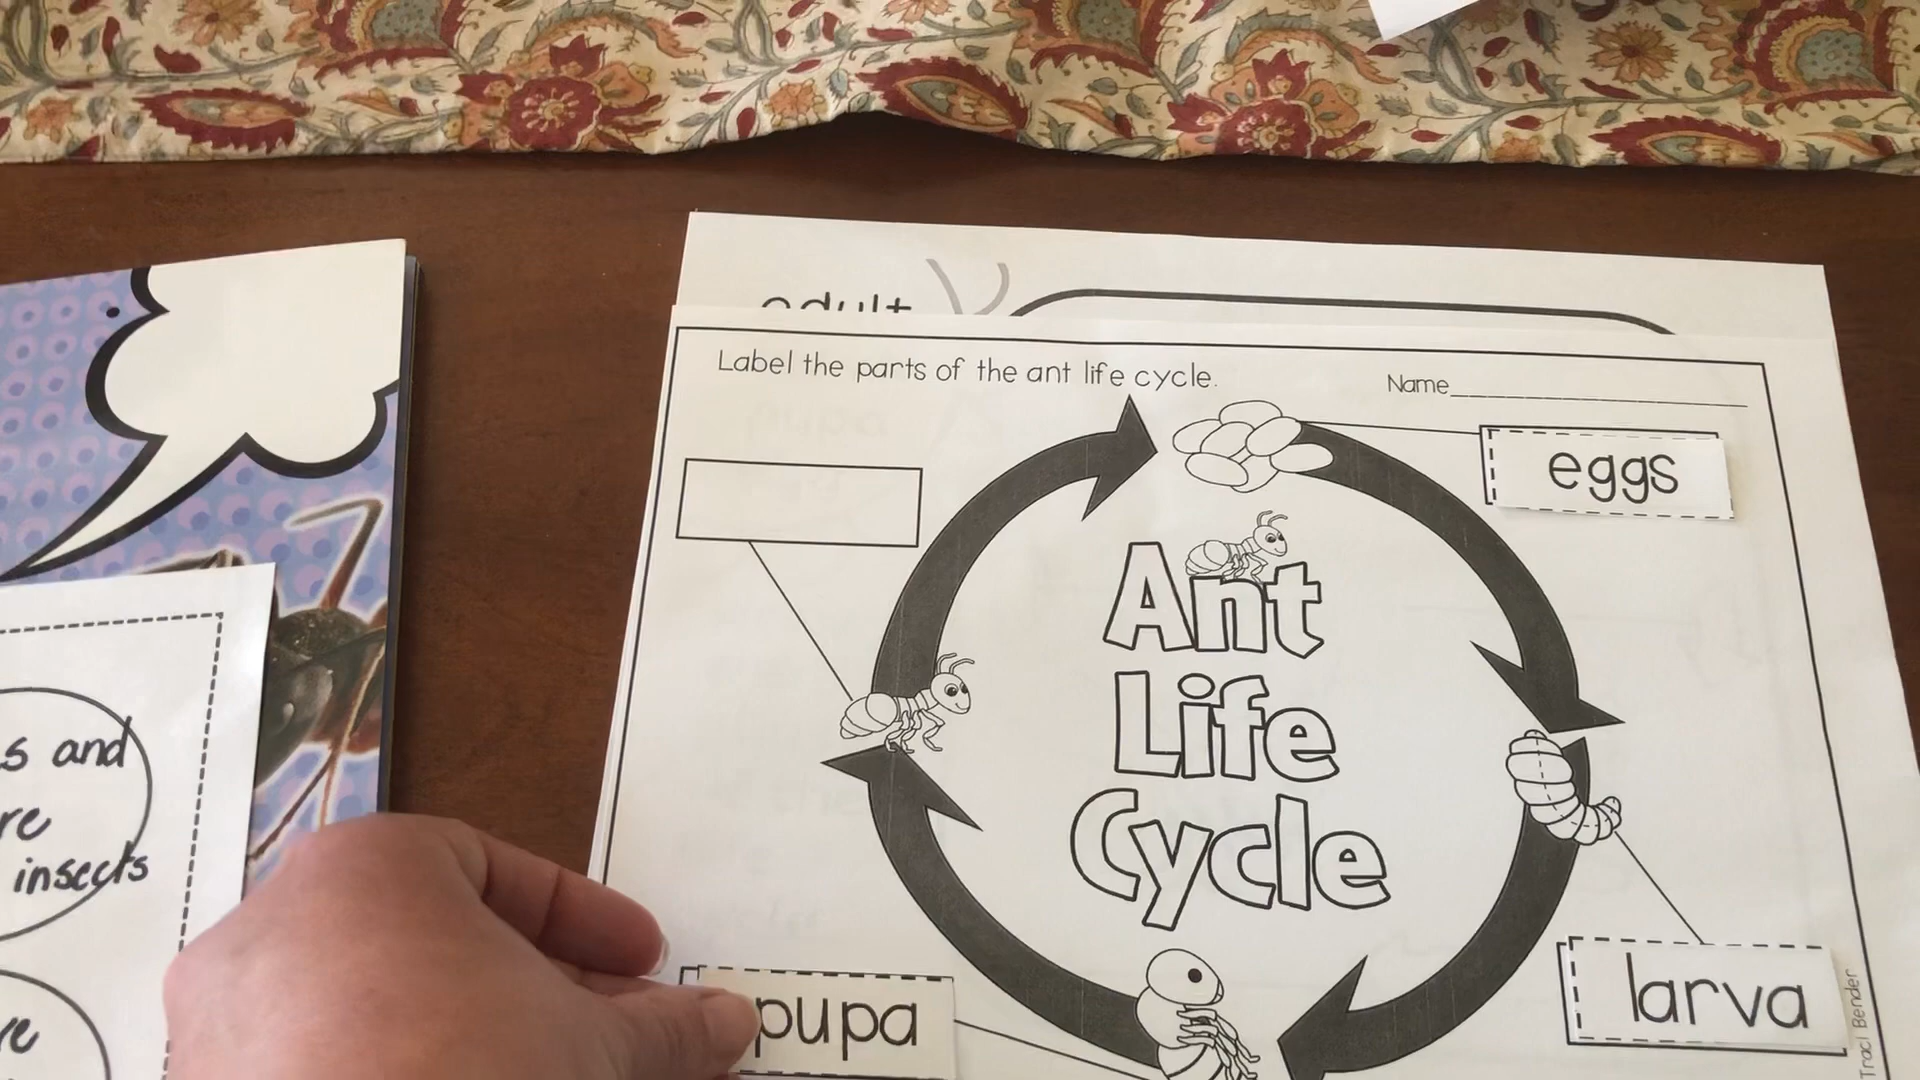 adult
Label the parts of the ant life cycle.
Name
eggs
Ant
Life
Cycle
s and
re
insects
larva
pupa
Traci Bender